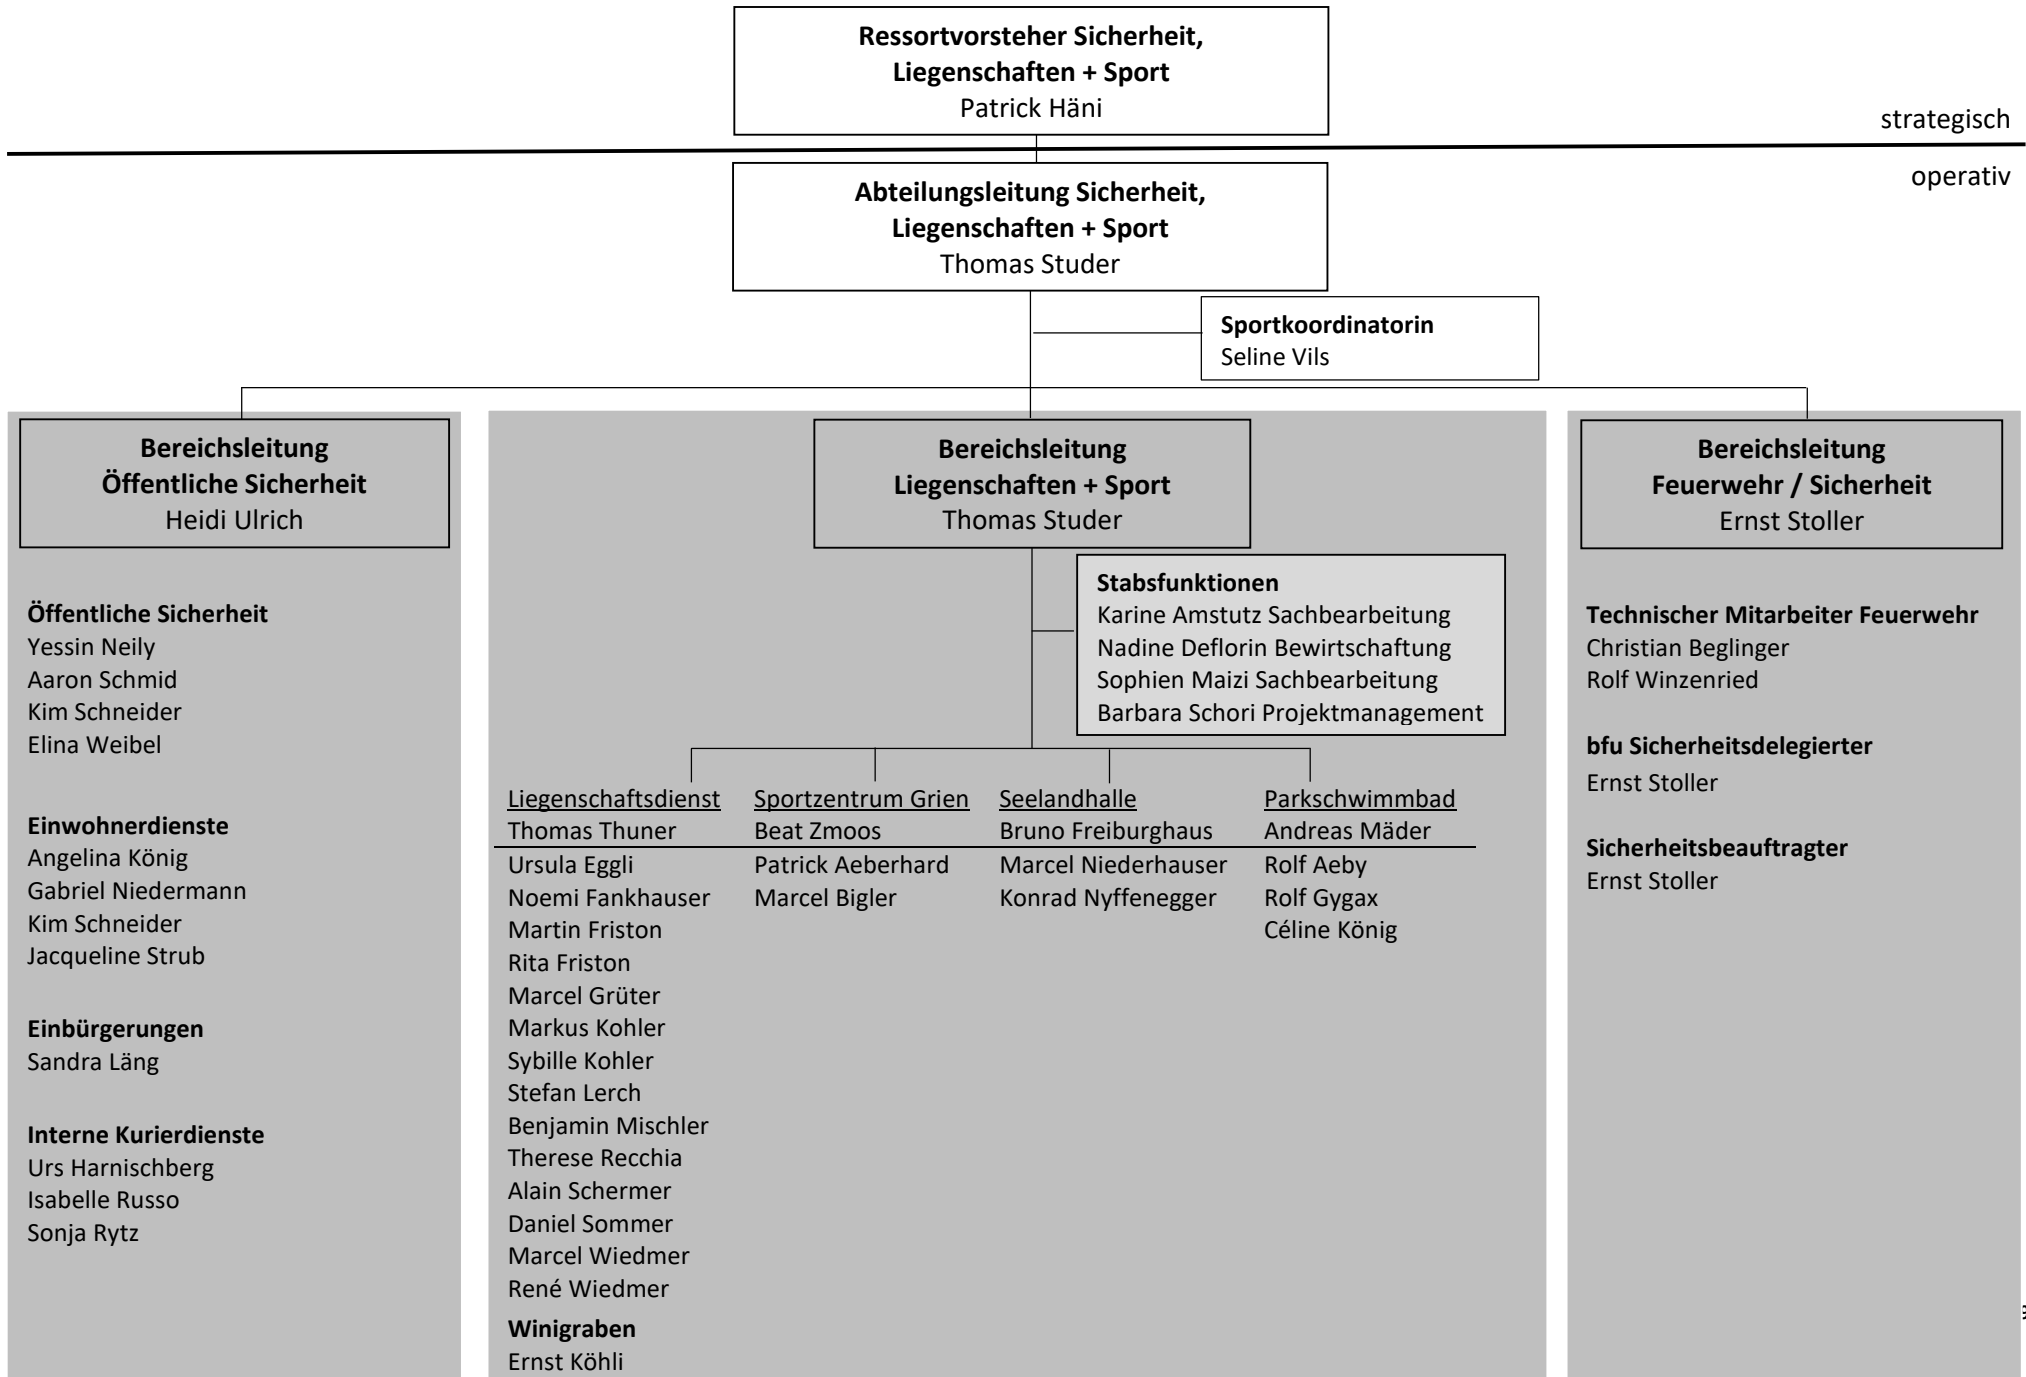 Ressortvorsteher Sicherheit,
Liegenschaften + Sport
Patrick Häni
strategisch
operativ
Abteilungsleitung Sicherheit,
Liegenschaften + Sport
Thomas Studer
Sportkoordinatorin
Seline Vils
Bereichsleitung
Öffentliche Sicherheit
Heidi Ulrich
Öffentliche Sicherheit
Yessin Neily
Aaron Schmid
Kim Schneider
Elina Weibel
Einwohnerdienste
Angelina König
Gabriel Niedermann
Kim Schneider
Jacqueline Strub
Einbürgerungen
Sandra Läng
Interne Kurierdienste
Urs Harnischberg
Isabelle Russo
Sonja Rytz
Bereichsleitung
Liegenschaften + Sport
Thomas Studer
Stabsfunktionen
Karine Amstutz Sachbearbeitung
Nadine Deflorin Bewirtschaftung
Sophien Maizi Sachbearbeitung
Barbara Schori Projektmanagement
Liegenschaftsdienst
Thomas Thuner
Ursula Eggli
Noemi Fankhauser
Martin Friston
Rita Friston
Marcel Grüter
Markus Kohler
Sybille Kohler
Stefan Lerch
Benjamin Mischler
Therese Recchia
Alain Schermer
Daniel Sommer
Marcel Wiedmer
René Wiedmer
Winigraben
Ernst Köhli
Sportzentrum Grien
Beat Zmoos
Patrick Aeberhard
Marcel Bigler
Seelandhalle
Bruno Freiburghaus
Marcel Niederhauser
Konrad Nyffenegger
Parkschwimmbad
Andreas Mäder
Rolf Aeby
Rolf Gygax
Céline König
Bereichsleitung
Feuerwehr / Sicherheit
Ernst Stoller
Technischer Mitarbeiter Feuerwehr
Christian Beglinger
Rolf Winzenried
bfu Sicherheitsdelegierter
Ernst Stoller
Sicherheitsbeauftragter
Ernst Stoller